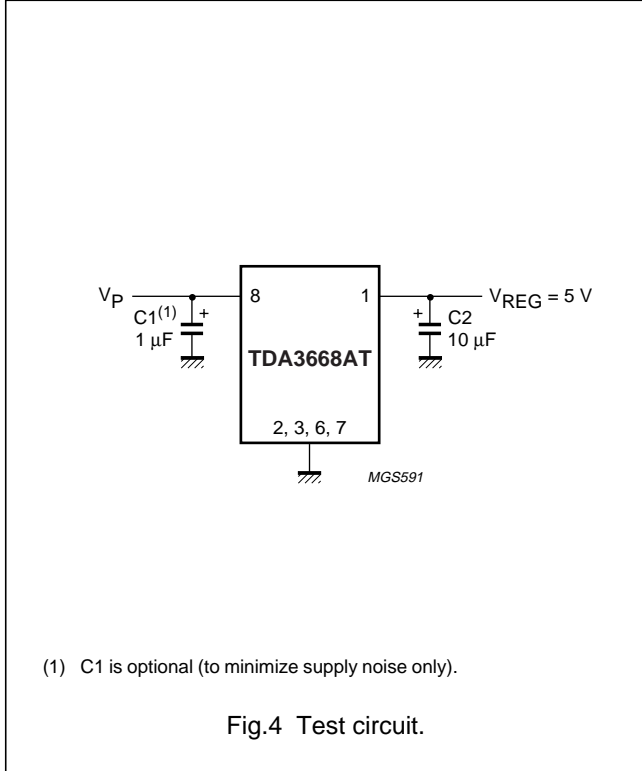 V_P 8 1 V_REG = 5 V
C1(1) + + C2
1 μF 10 μF
TDA3668AT
2, 3, 6, 7
MGS591
(1) C1 is optional (to minimize supply noise only).
Fig.4 Test circuit.